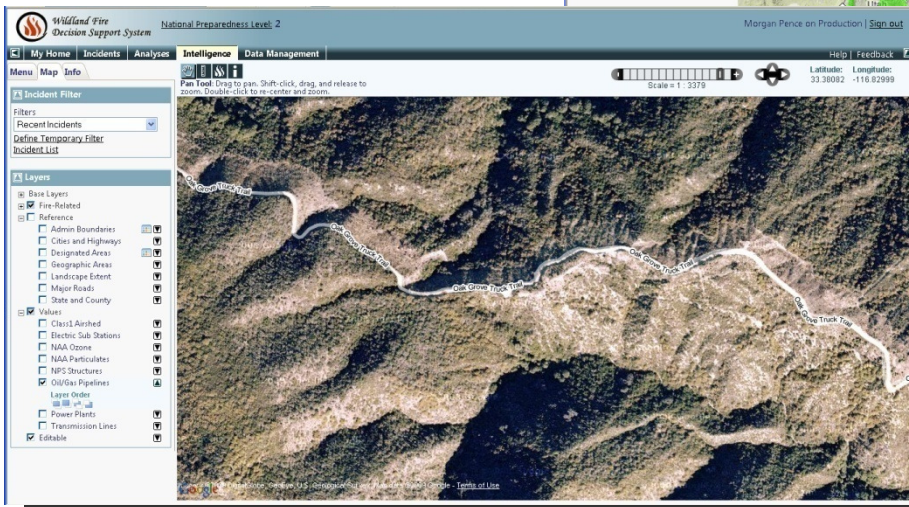 Utah
Wildland Fire
Decision Support System
National Preparedness Level: 2
Morgan Pence on Production | Sign out
My Home Incidents Analyses Intelligence Data Management
Help | Feedback
Menu Map Info
Pan Tool: Drag to pan. Shift-click, drag, and release to
zoom. Double-click to re-center and zoom.
Scale = 1 : 3379
Latitude: Longitude:
33.38082 -116.82999
Incident Filter
Filters
Recent Incidents
Define Temporary Filter
Incident List
Layers
Base Layers
Fire-Related
Reference
Admin Boundaries
Cities and Highways
Designated Areas
Geographic Areas
Landscape Extent
Major Roads
State and County
Values
Class1 Airshed
Electric Sub Stations
NAA Ozone
NAA Particulates
NPS Structures
Oil/Gas Pipelines
Layer Order
Power Plants
Transmission Lines
Editable
Oak Grove Truck Trail
Oak Grove Truck Trail
Oak Grove Truck Trail
Oak Grove Truck Trail
Oak Grove Truck Trail
Google
Terms of Use